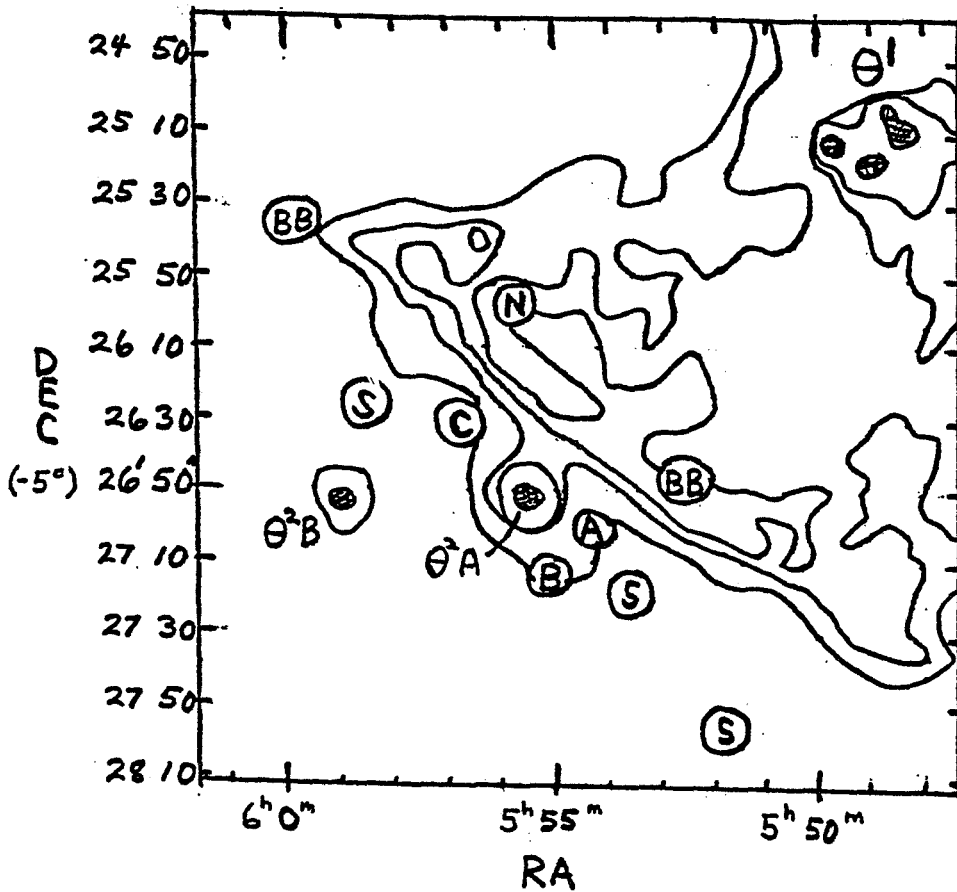 24 50
θ¹
25 10
25 30
BB
25 50
N
26 10
DEC
(-5°)
S
C
26 30
26' 50"
BB
θ²B
θ²A
A
27 10
B
S
27 30
27 50
S
28 10
6ʰ 0ᵐ
5ʰ 55ᵐ
5ʰ 50ᵐ
RA